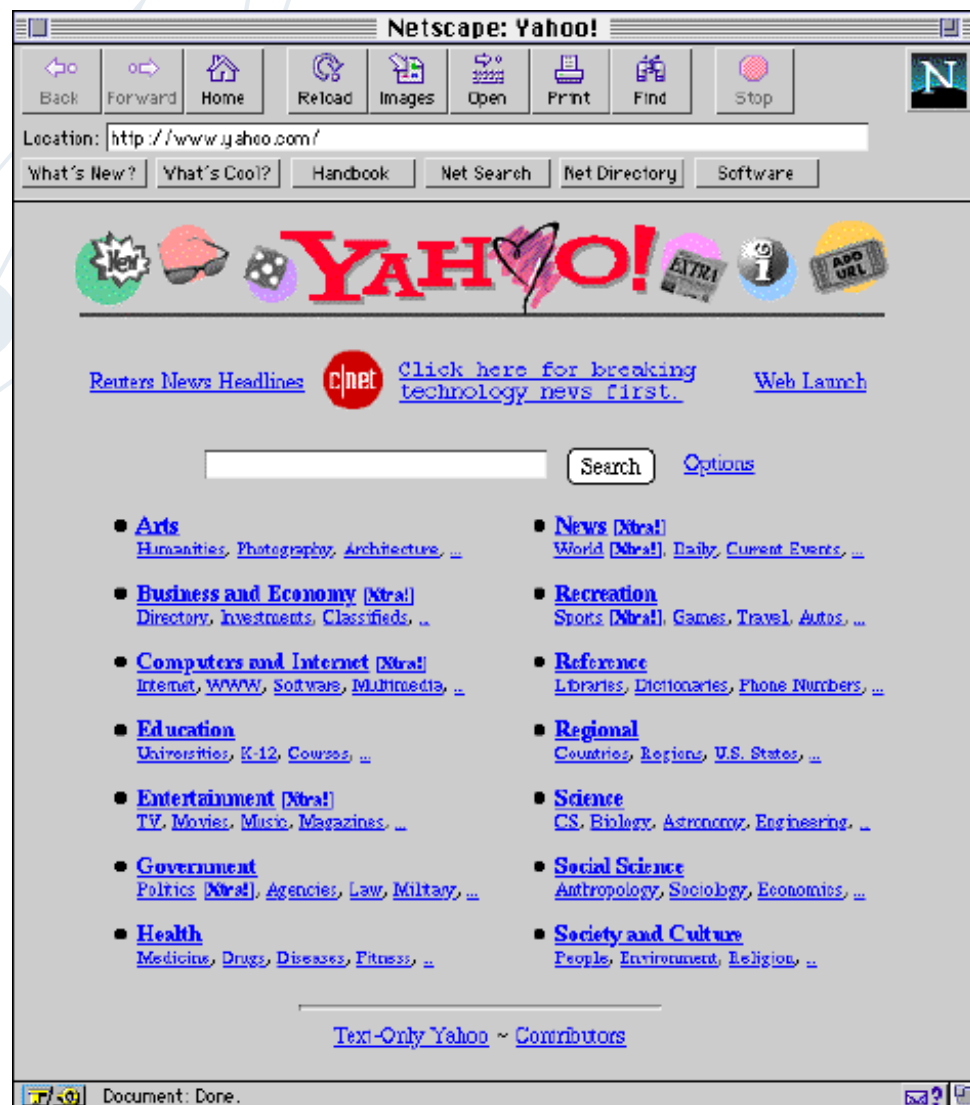 Netscape: Yahoo!
Back Forward Home Reload Images Open Print Find Stop
N
Location: http://www.yahoo.com/
What's New? What's Cool? Handbook Net Search Net Directory Software
New YAHOO! EXTRA i ADD URL
Reuters News Headlines
c|net
Click here for breaking
technology news first.
Web Launch
Search Options
Arts
Humanities, Photography, Architecture, ...
Business and Economy [Xtra!]
Directory, Investments, Classifieds, ...
Computers and Internet [Xtra!]
Internet, WWW, Software, Multimedia, ...
Education
Universities, K-12, Courses, ...
Entertainment [Xtra!]
TV, Movies, Music, Magazines, ...
Government
Politics [Xtra!], Agencies, Law, Military, ...
Health
Medicine, Drugs, Diseases, Fitness, ...
News [Xtra!]
World [Xtra!], Daily, Current Events, ...
Recreation
Sports [Xtra!], Games, Travel, Autos, ...
Reference
Libraries, Dictionaries, Phone Numbers, ...
Regional
Countries, Regions, U.S. States, ...
Science
CS, Biology, Astronomy, Engineering, ...
Social Science
Anthropology, Sociology, Economics, ...
Society and Culture
People, Environment, Religion, ...
Text-Only Yahoo ~ Contributors
Document: Done.
?